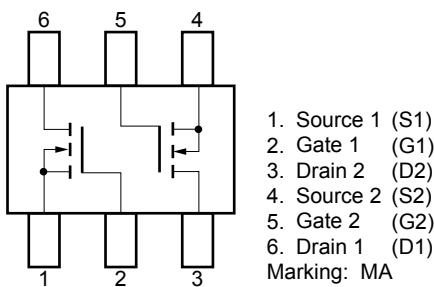 6 5 4
1 2 3
1. Source 1 (S1)
2. Gate 1 (G1)
3. Drain 2 (D2)
4. Source 2 (S2)
5. Gate 2 (G2)
6. Drain 1 (D1)
Marking: MA